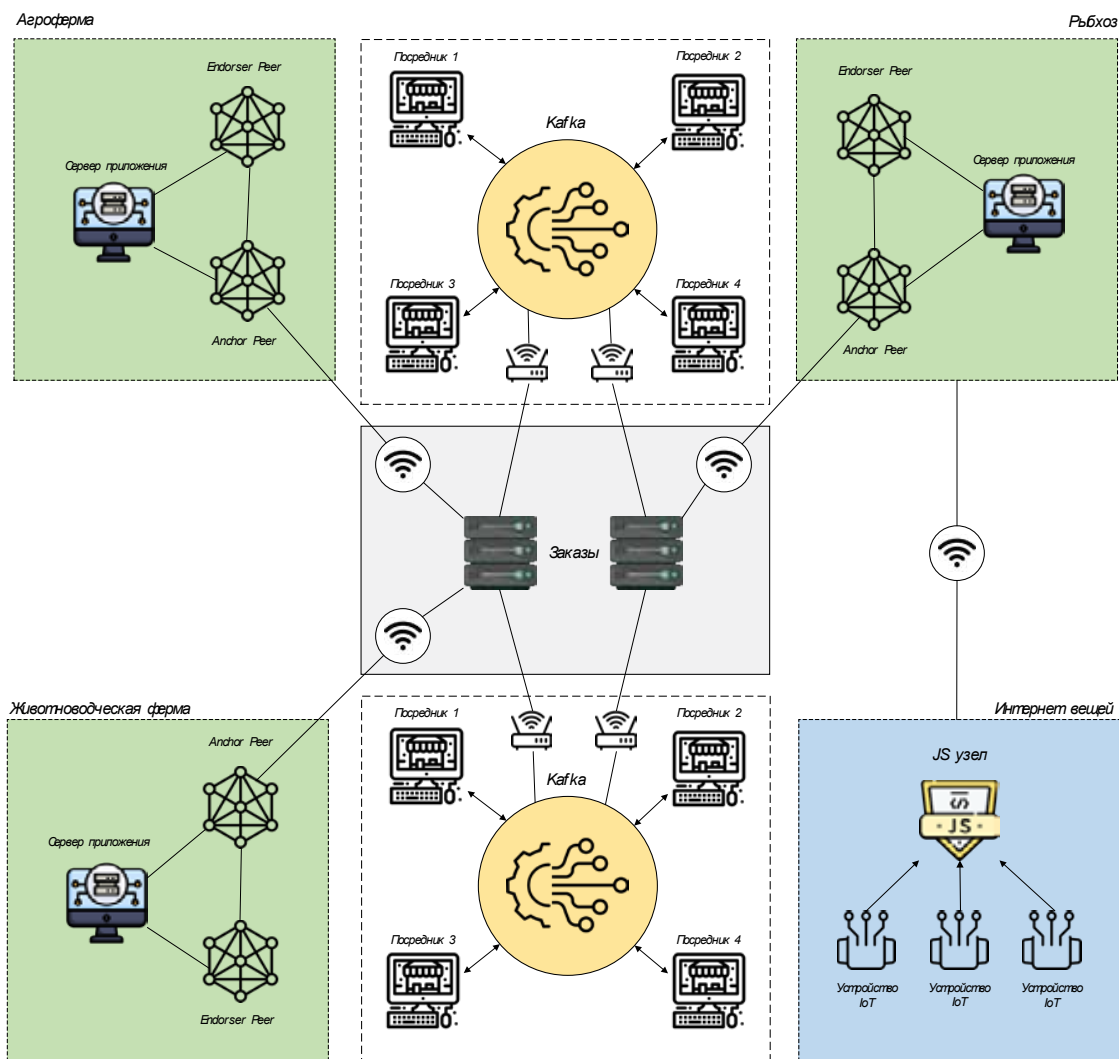 Агроферма
Рыбхоз
Endorser Peer
Сервер приложения
Anchor Peer
Посредник 1
Посредник 2
Kafka
Посредник 3
Посредник 4
Endorser Peer
Сервер приложения
Anchor Peer
Заказы
Животноводческая ферма
Anchor Peer
Сервер приложения
Endorser Peer
Посредник 1
Посредник 2
Kafka
Посредник 3
Посредник 4
Интернет вещей
JS узел
JS
Устройство
IoT
Устройство
IoT
Устройство
IoT